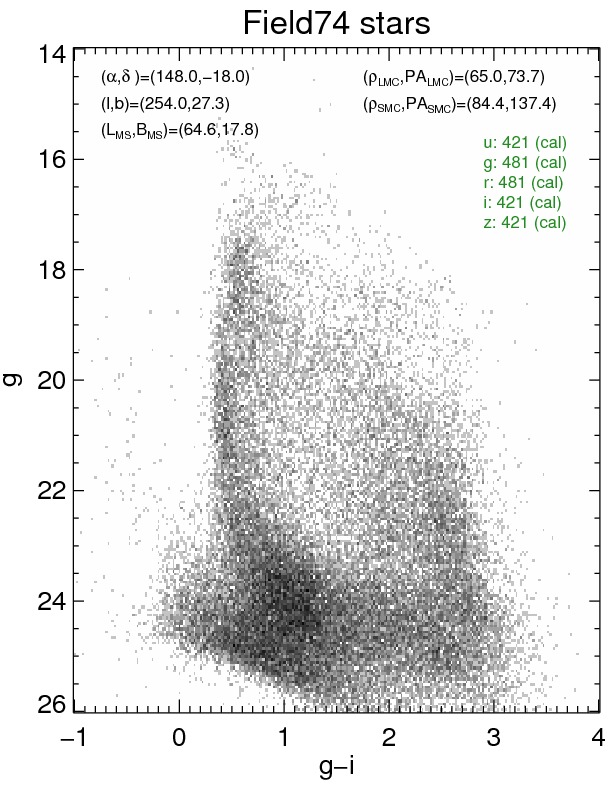 Field74 stars
14
(α,δ )=(148.0,−18.0)
(ρLMC,PALMC)=(65.0,73.7)
(l,b)=(254.0,27.3)
(ρSMC,PASMC)=(84.4,137.4)
(LMS,BMS)=(64.6,17.8)
u: 421 (cal)
16
g: 481 (cal)
r: 481 (cal)
i: 421 (cal)
z: 421 (cal)
18
g
20
22
24
26
−1 0 1 2 3 4
g−i